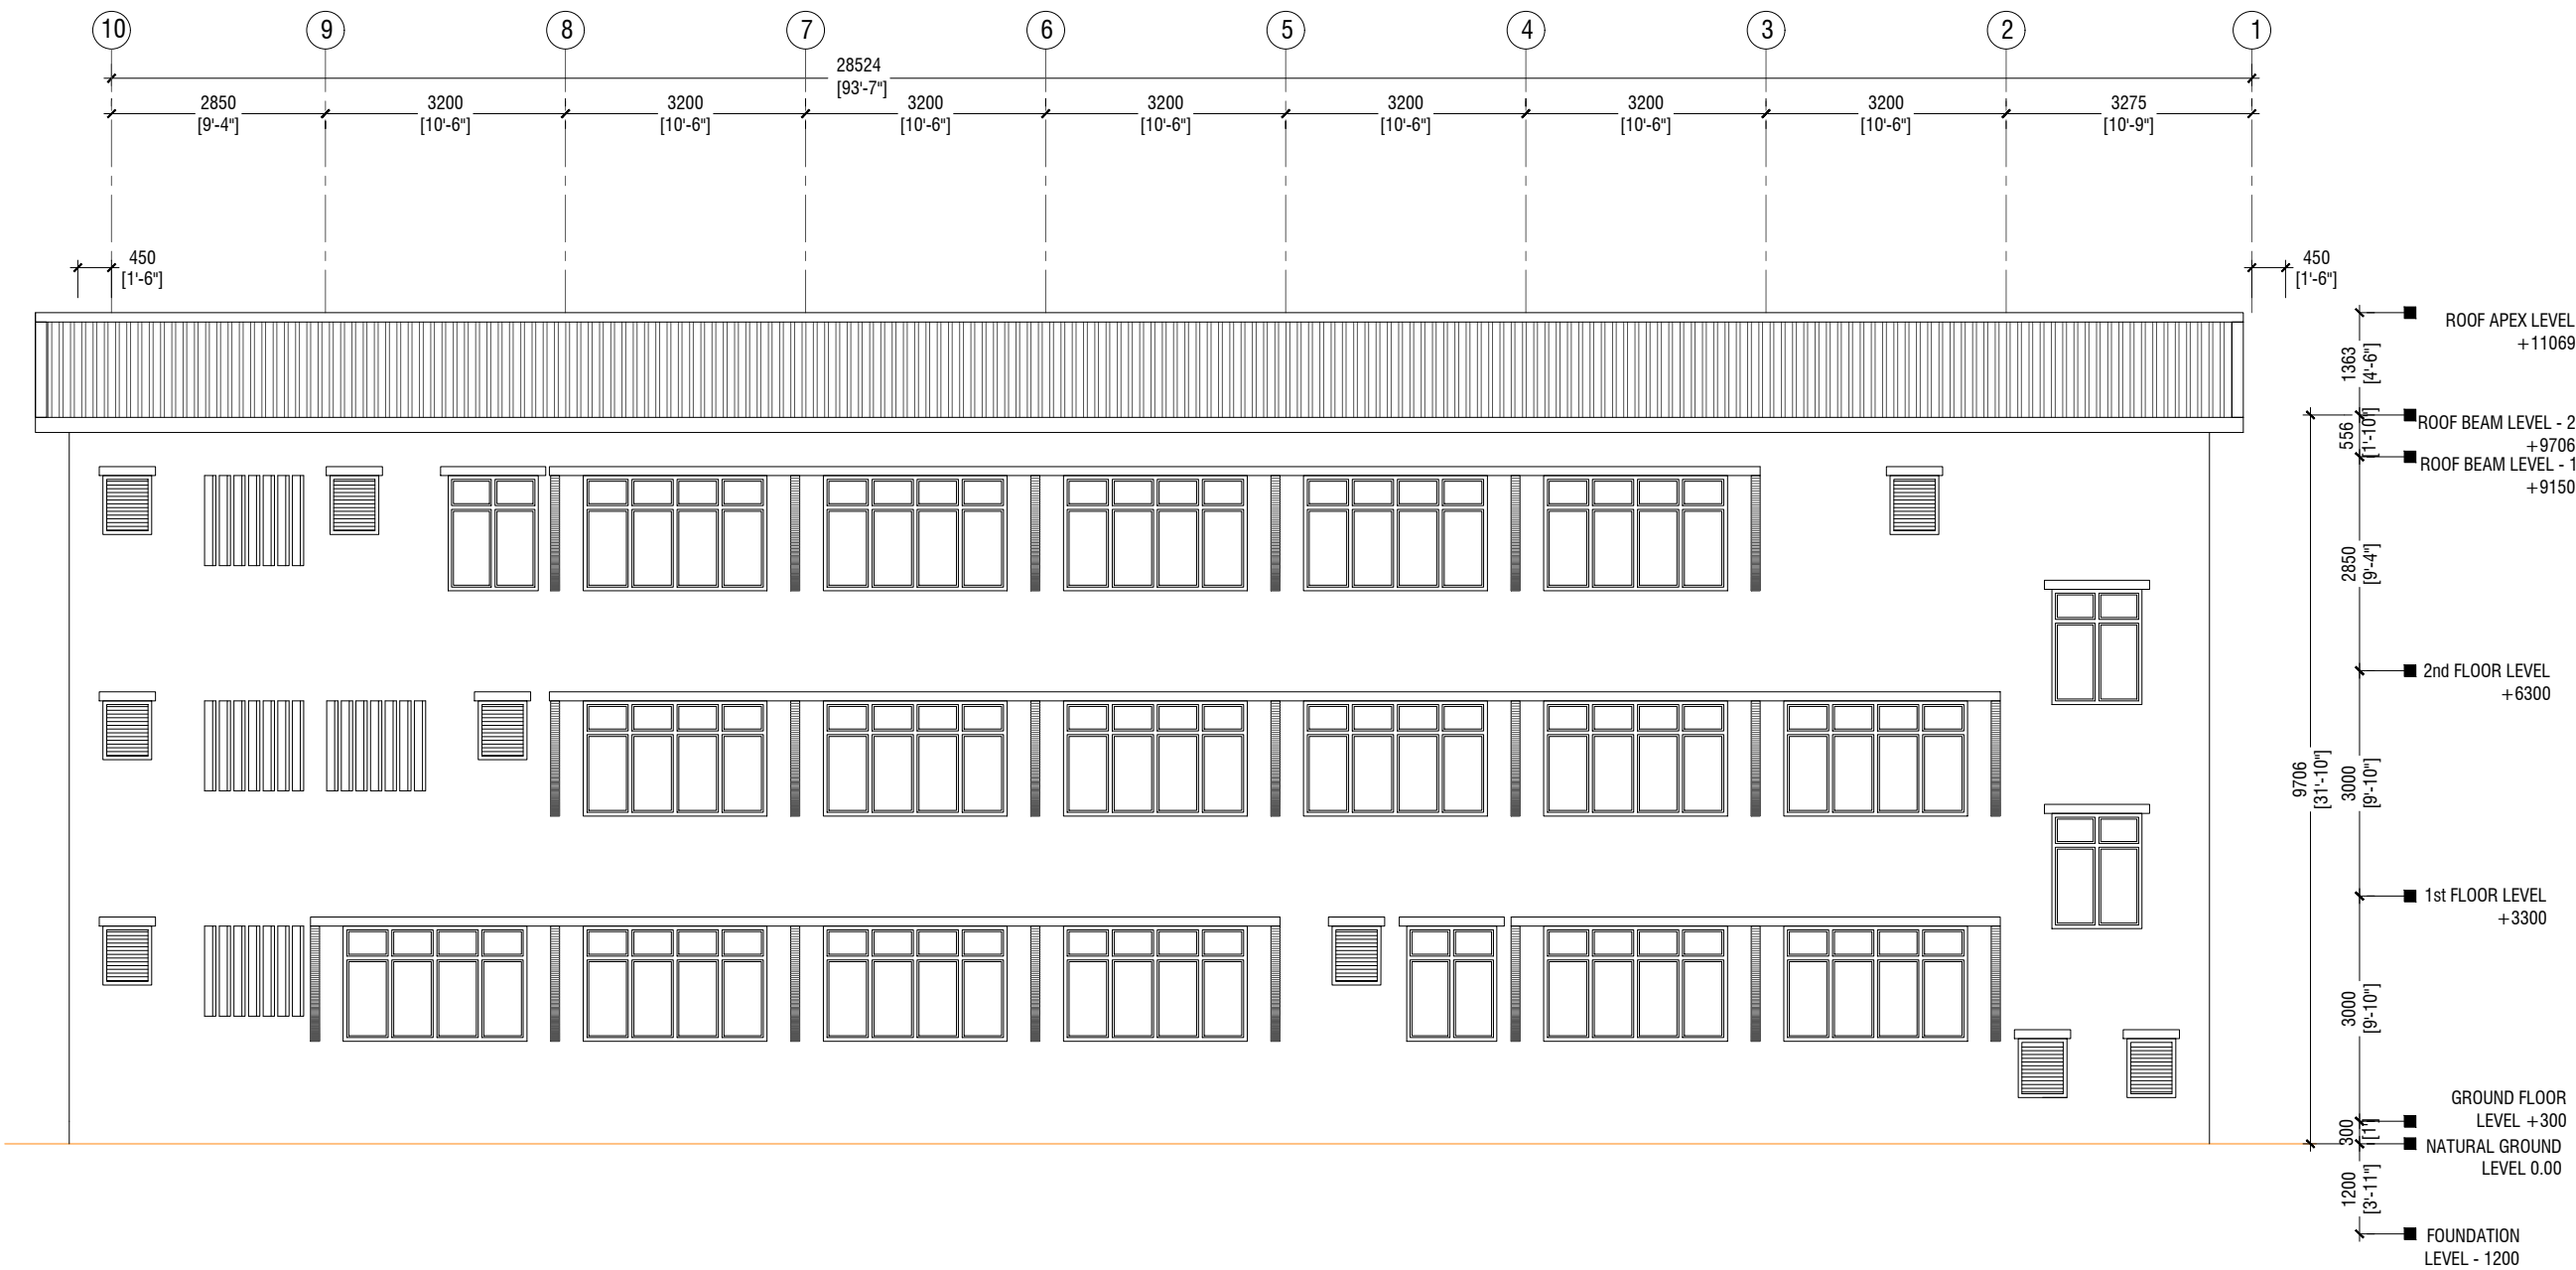 10 9 8 7 6 5 4 3 2 1
28524
[93'-7"]
2850 3200 3200 3200 3200 3200 3200 3200 3275
[9'-4"] [10'-6"] [10'-6"] [10'-6"] [10'-6"] [10'-6"] [10'-6"] [10'-6"] [10'-9"]
450 450
[1'-6"] [1'-6"]
ROOF APEX LEVEL
+11069
1363
[4'-6"]
ROOF BEAM LEVEL - 2
+9706
556
[1'-10"]
ROOF BEAM LEVEL - 1
+9150
2850
[9'-4"]
2nd FLOOR LEVEL
+6300
9706
[31'-10"]
3000
[9'-10"]
1st FLOOR LEVEL
+3300
3000
[9'-10"]
GROUND FLOOR
LEVEL +300
300
[1']
NATURAL GROUND
LEVEL 0.00
1200
[3'-11"]
FOUNDATION
LEVEL - 1200